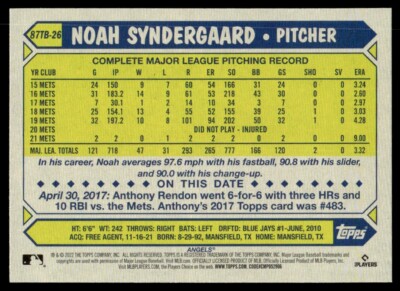 87TB-26
NOAH SYNDERGAARD • PITCHER
COMPLETE MAJOR LEAGUE PITCHING RECORD
YR CLUB G IP W L R ER SO BB GS SHO SV ERA
15 METS 24 150 9 7 60 54 166 31 24 0 0 3.24
16 METS 31 183.2 14 9 61 53 218 43 30 0 0 2.60
17 METS 7 30.1 1 2 14 10 34 3 7 0 0 2.97
18 METS 25 154.1 13 4 55 52 155 39 25 1 0 3.03
19 METS 32 197.2 10 8 101 94 202 50 32 1 0 4.28
20 METS DID NOT PLAY - INJURED
21 METS 2 2 0 1 2 2 2 0 2 0 0 9.00
MAJ. LEA. TOTALS 121 718 47 31 293 265 777 166 120 2 0 3.32
In his career, Noah averages 97.6 mph with his fastball, 90.8 with his slider,
and 90.0 with his change-up.
ON THIS DATE
April 30, 2017: Anthony Rendon went 6-for-6 with three HRs and
10 RBI vs. the Mets. Anthony's 2017 Topps card was #483.
HT: 6'6" WT: 242 THROWS: RIGHT BATS: LEFT DRAFTED: BLUE JAYS #1-JUNE, 2010
ACQ: FREE AGENT, 11-16-21 BORN: 8-29-92, MANSFIELD, TX HOME: MANSFIELD, TX
Topps
ANGELS
PLAYERS